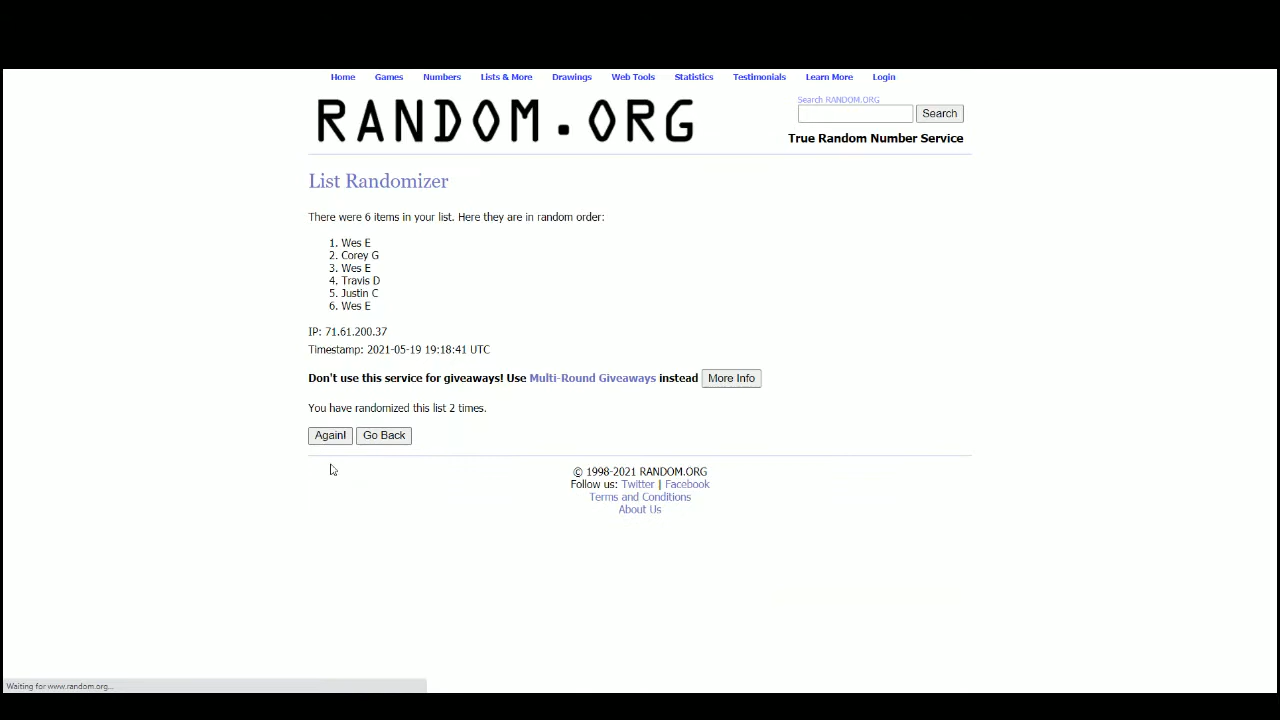 Home Games Numbers Lists & More Drawings Web Tools Statistics Testimonials Learn More Login
Search RANDOM.ORG
RANDOM.ORG
Search
True Random Number Service
List Randomizer
There were 6 items in your list. Here they are in random order:
1. Wes E
2. Corey G
3. Wes E
4. Travis D
5. Justin C
6. Wes E
IP: 71.61.200.37
Timestamp: 2021-05-19 19:18:41 UTC
Don't use this service for giveaways! Use Multi-Round Giveaways instead More Info
You have randomized this list 2 times.
Again! Go Back
© 1998-2021 RANDOM.ORG
Follow us: Twitter | Facebook
Terms and Conditions
About Us
Waiting for www.random.org...